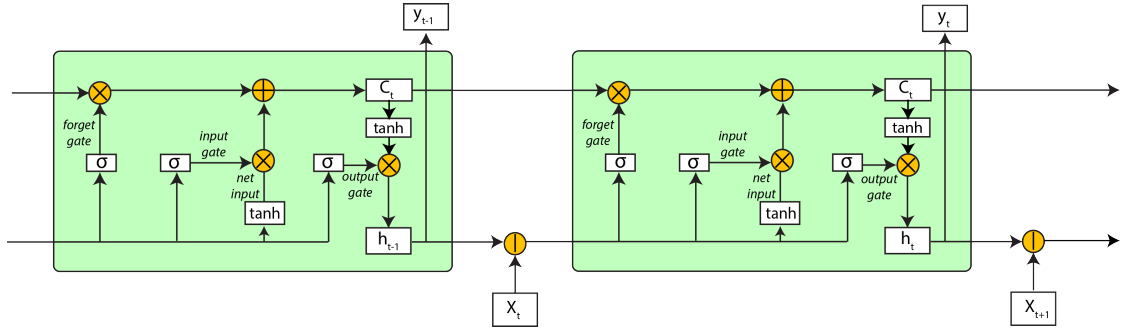 y t-1
C t
tanh
forget
gate
input
gate
σ
σ
σ
net
input
output
gate
tanh
h t-1
X t
y t
C t
tanh
forget
gate
input
gate
σ
σ
σ
net
input
output
gate
tanh
h t
X t+1